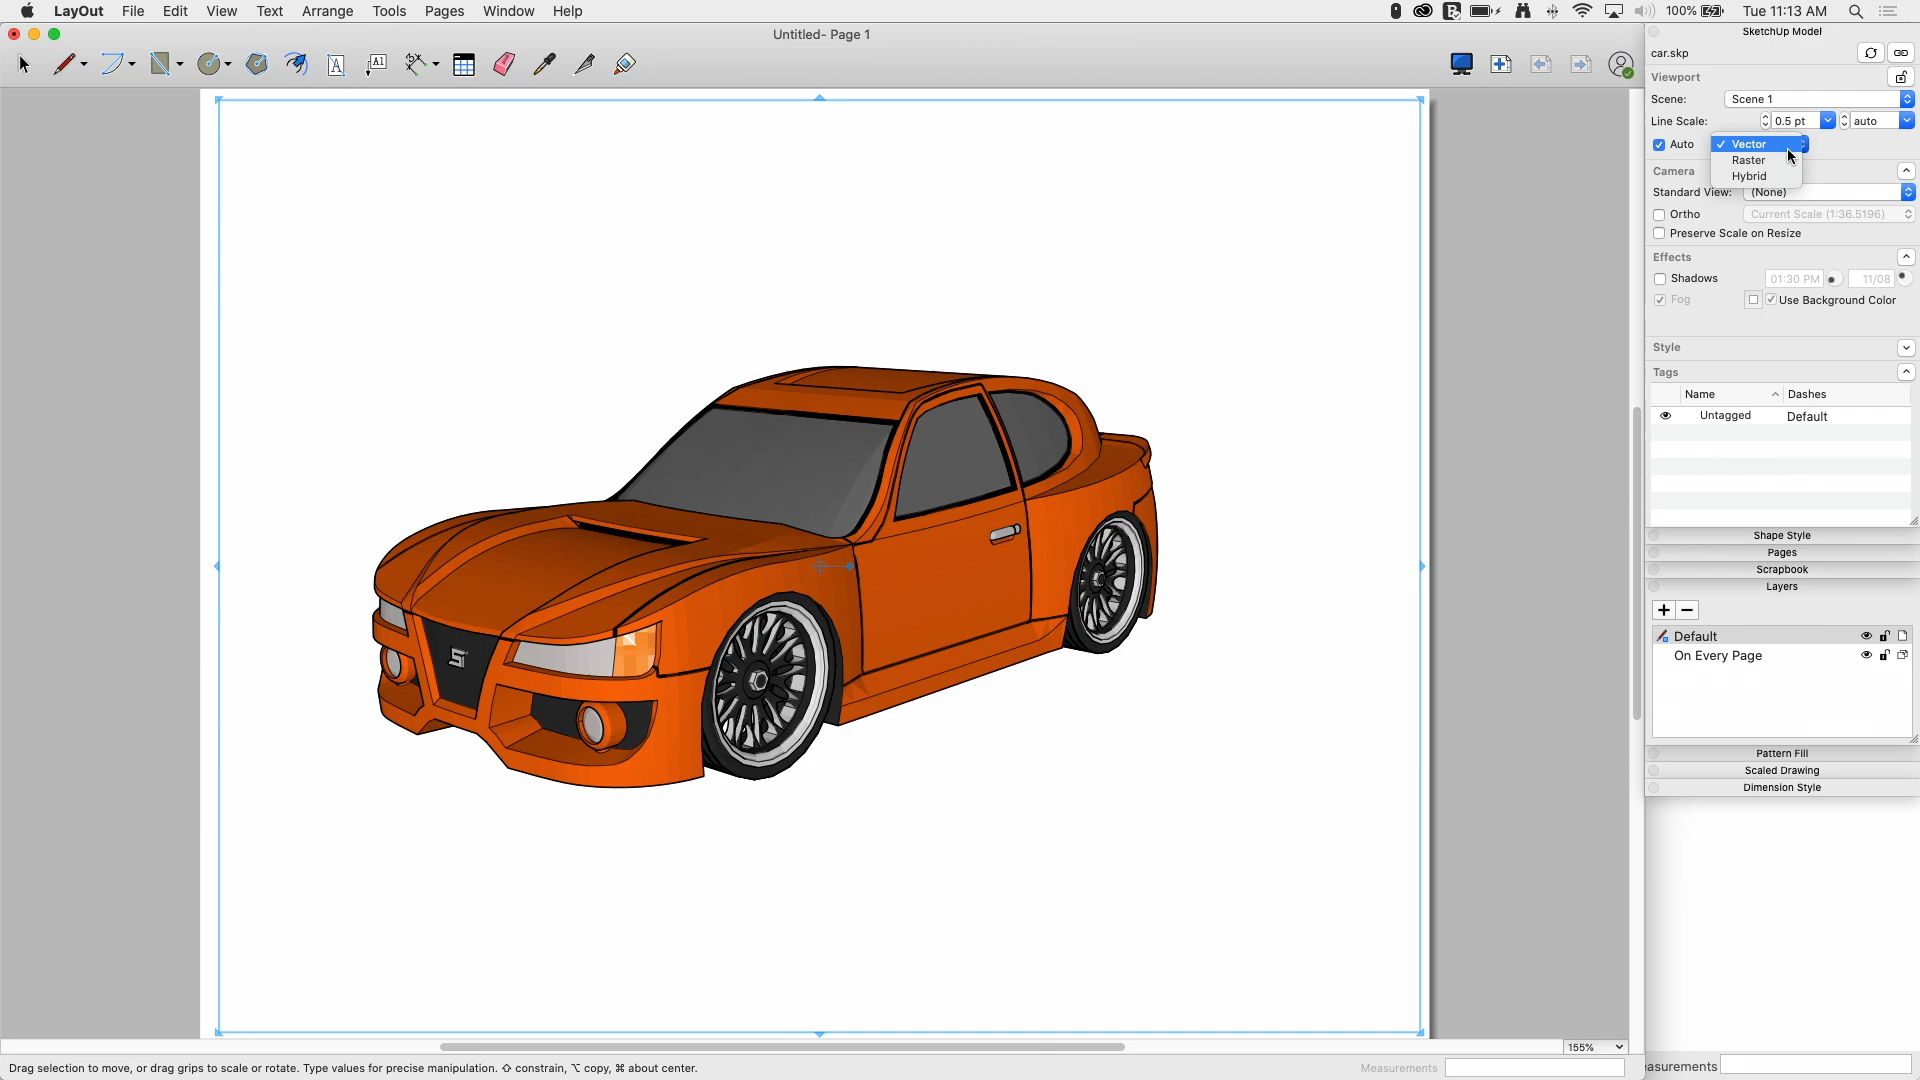 LayOut File Edit View Text Arrange Tools Pages Window Help 100% Tue 11:13 AM
Untitled- Page 1
SketchUp Model
car.skp
Viewport
Scene: Scene 1
Line Scale: 0.5 pt auto
Auto ✓ Vector
Raster
Hybrid
Camera
Standard View: (None)
Ortho Current Scale (1:36.5196)
Preserve Scale on Resize
Effects
Shadows 01:30 PM 11/08
Fog Use Background Color
Style
Tags
Name Dashes
Untagged Default
Shape Style
Pages
Scrapbook
Layers
Default
On Every Page
Pattern Fill
Scaled Drawing
Dimension Style
155%
Drag selection to move, or drag grips to scale or rotate. Type values for precise manipulation. ⇧ constrain, ⌥ copy, ⌘ about center. Measurements
asurements